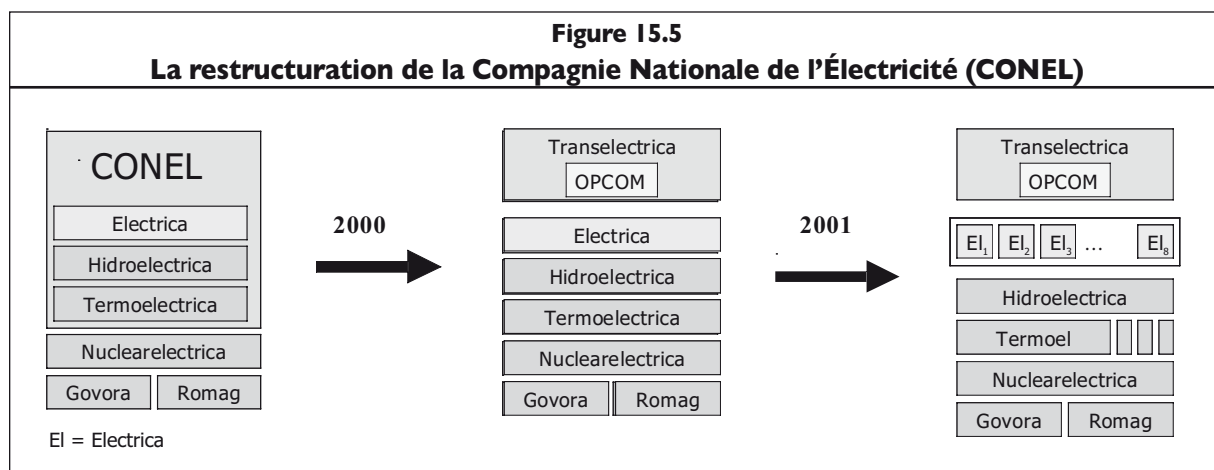 Figure 15.5
La restructuration de la Compagnie Nationale de l'Électricité (CONEL)
CONEL
Electrica
Hidroelectrica
Termoelectrica
Nuclearelectrica
Govora Romag
El = Electrica
2000
Transelectrica
OPCOM
Electrica
Hidroelectrica
Termoelectrica
Nuclearelectrica
Govora Romag
2001
Transelectrica
OPCOM
El₁ El₂ El₃ ... El₈
Hidroelectrica
Termoel
Nuclearelectrica
Govora Romag